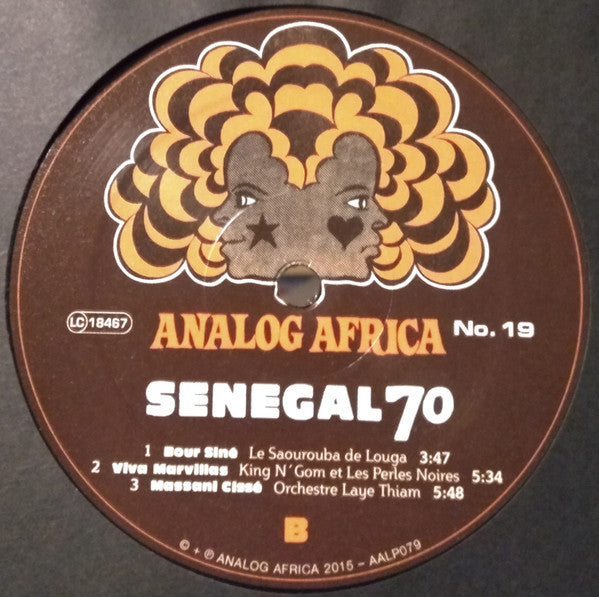 LC 18467
ANALOG AFRICA No. 19
SENEGAL 70
1 Bour Siné Le Saourouba de Louga 3:47
2 Viva Marvillas King N´Gom et Les Perles Noires 5:34
3 Massani Cissé Orchestre Laye Thiam 5:48
B
© + ℗ ANALOG AFRICA 2015 – AALP079